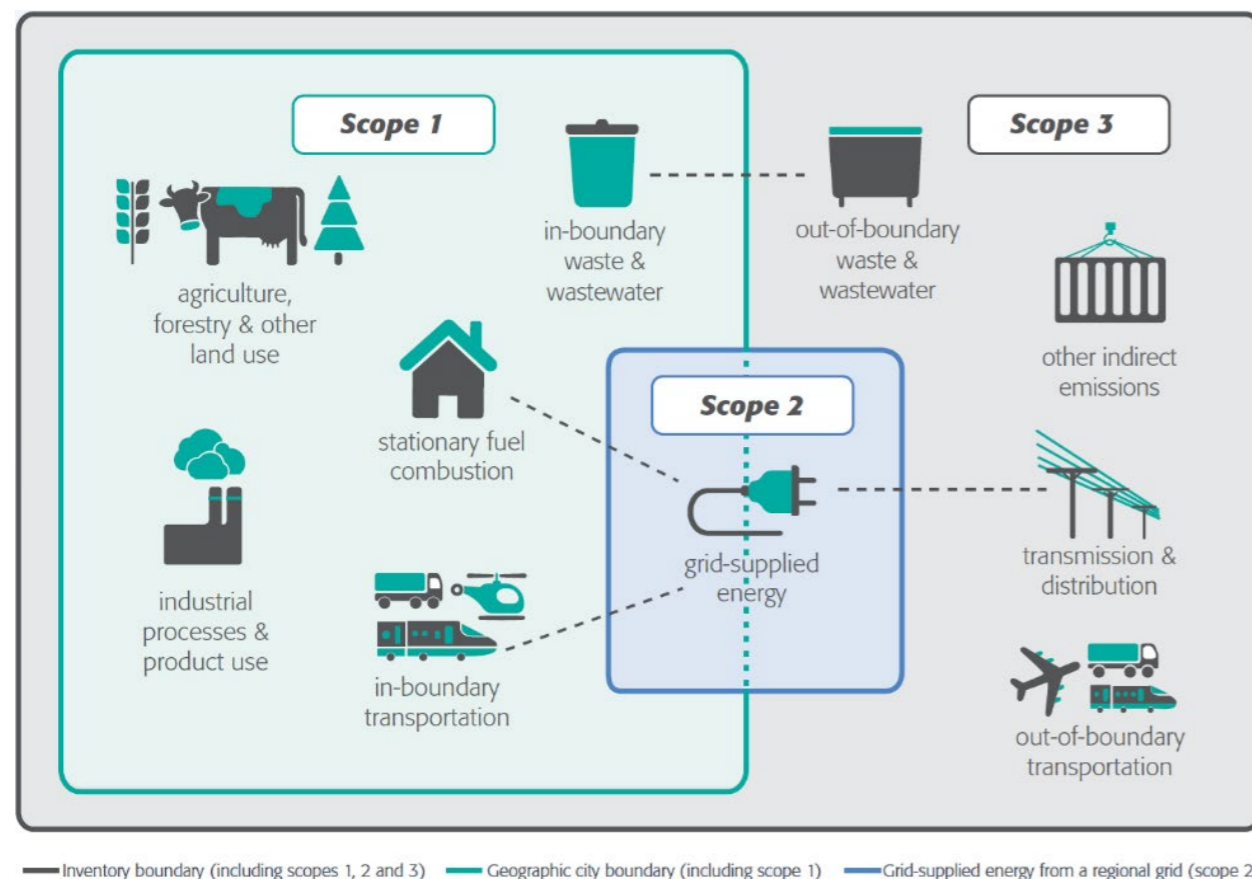 Scope 1
Scope 3
in-boundary
waste &
wastewater
out-of-boundary
waste &
wastewater
agriculture,
forestry & other
land use
other indirect
emissions
Scope 2
stationary fuel
combustion
grid-supplied
energy
transmission &
distribution
industrial
processes &
product use
in-boundary
transportation
out-of-boundary
transportation
Inventory boundary (including scopes 1, 2 and 3)
Geographic city boundary (including scope 1)
Grid-supplied energy from a regional grid (scope 2